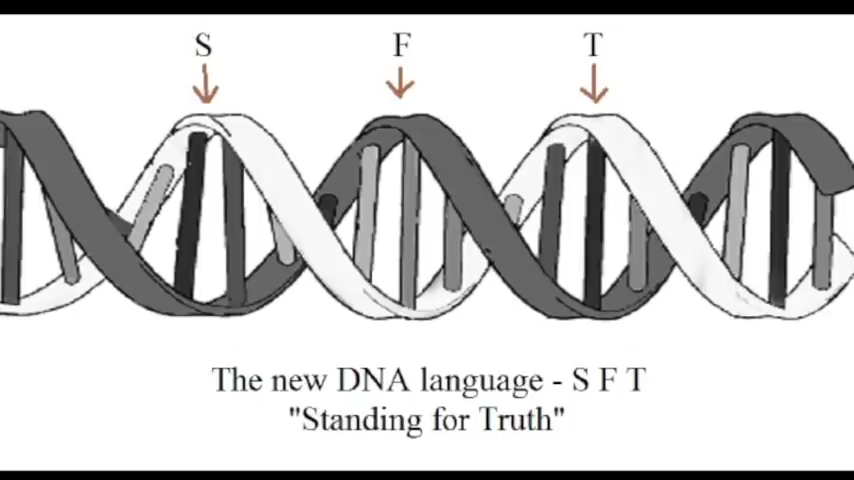 S F T
The new DNA language - S F T
"Standing for Truth"